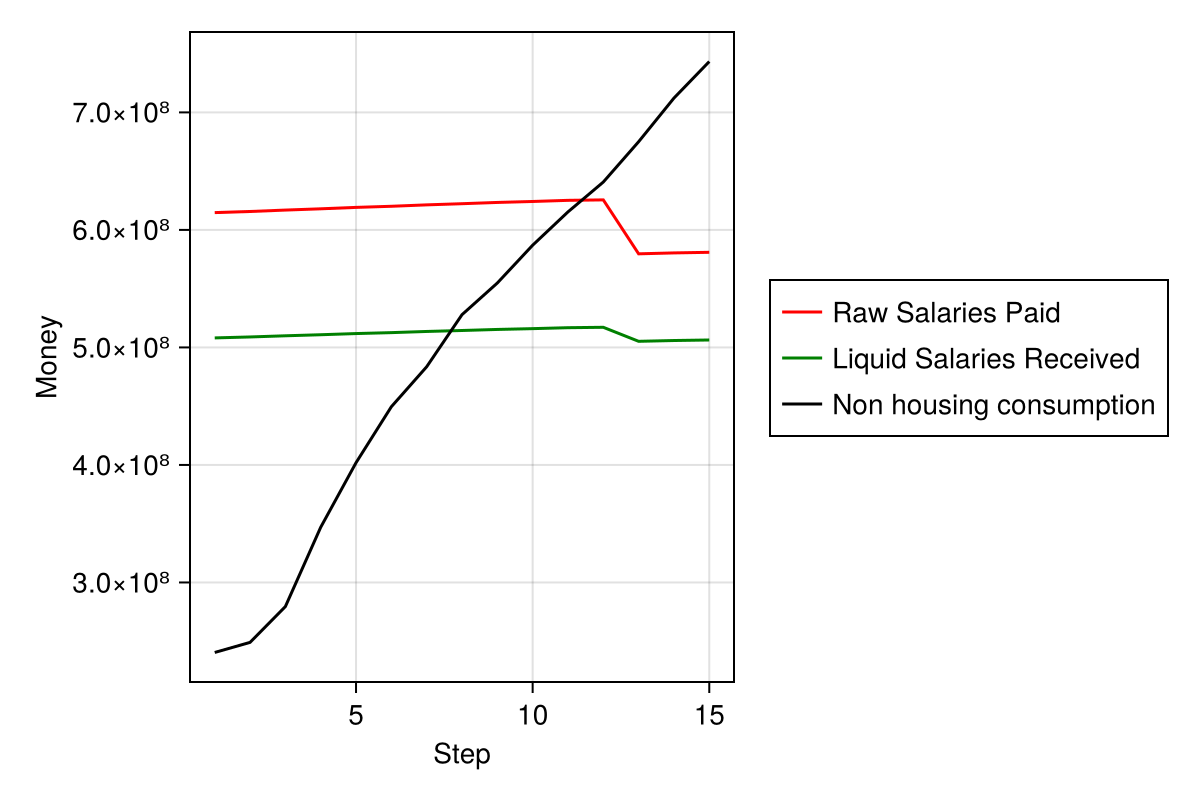 7.0×10⁸
6.0×10⁸
5.0×10⁸
4.0×10⁸
3.0×10⁸
Money
5 10 15
Step
Raw Salaries Paid
Liquid Salaries Received
Non housing consumption